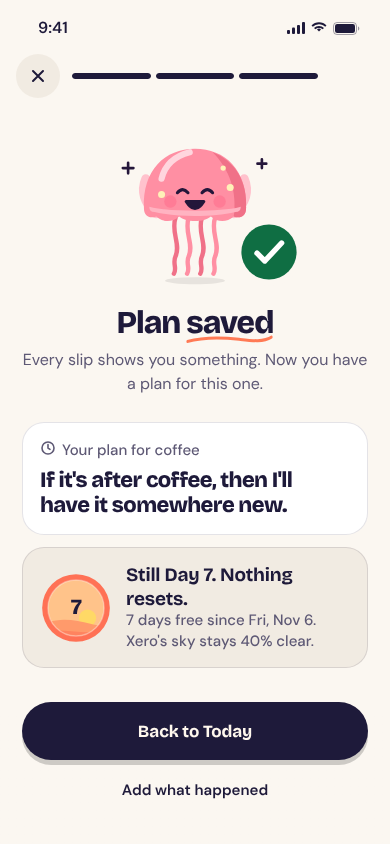 9:41
Plan saved
Every slip shows you something. Now you have
a plan for this one.
Your plan for coffee
If it's after coffee, then I'll
have it somewhere new.
7
Still Day 7. Nothing
resets.
7 days free since Fri, Nov 6.
Xero's sky stays 40% clear.
Back to Today
Add what happened